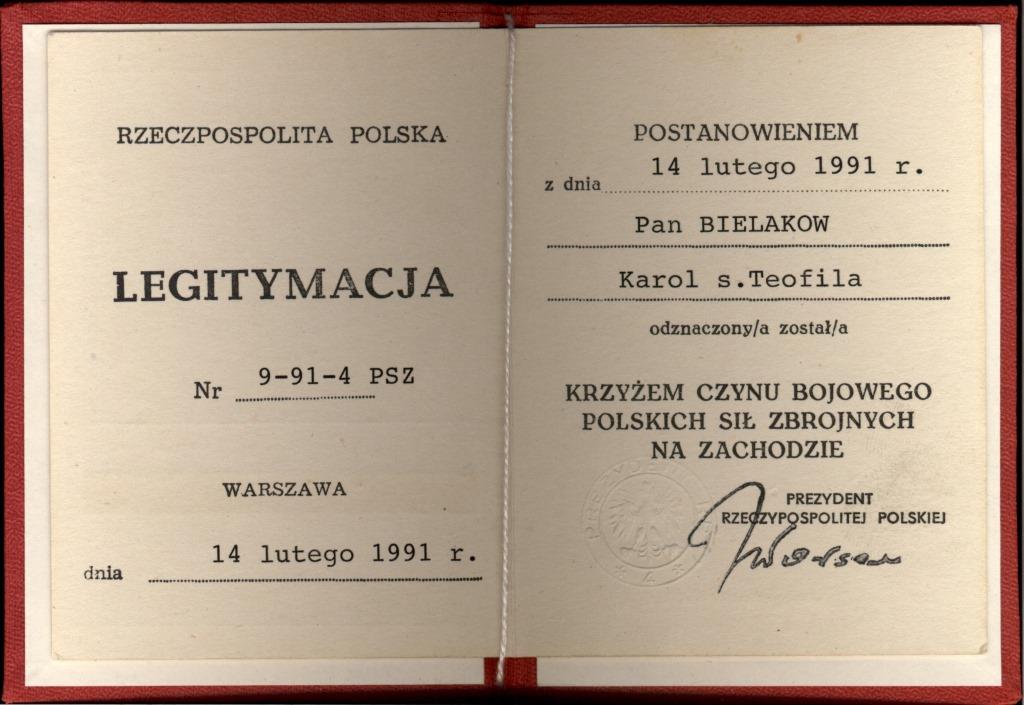 RZECZPOSPOLITA POLSKA
LEGITYMACJA
Nr 9-91-4 PSZ
WARSZAWA
dnia 14 lutego 1991 r.
POSTANOWIENIEM
z dnia 14 lutego 1991 r.
Pan BIELAKOW
Karol s.Teofila
odznaczony/a został/a
KRZYŻEM CZYNU BOJOWEGO
POLSKICH SIŁ ZBROJNYCH
NA ZACHODZIE
PREZYDENT
RZECZYPOSPOLITEJ POLSKIEJ